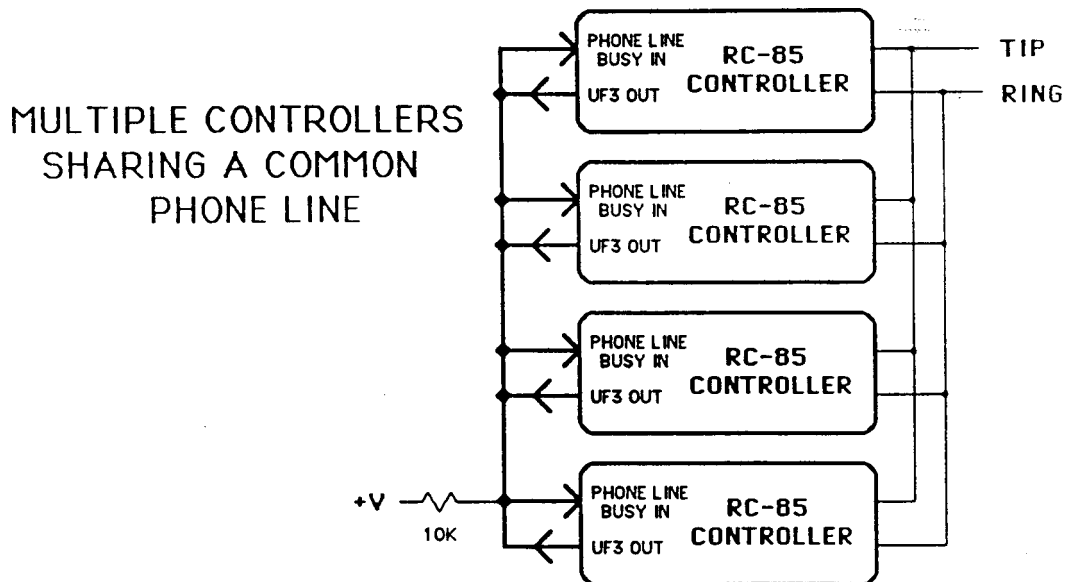 MULTIPLE CONTROLLERS
SHARING A COMMON
PHONE LINE
PHONE LINE
BUSY IN
UF3 OUT
RC-85
CONTROLLER
TIP
RING
PHONE LINE
BUSY IN
UF3 OUT
RC-85
CONTROLLER
PHONE LINE
BUSY IN
UF3 OUT
RC-85
CONTROLLER
+V
10K
PHONE LINE
BUSY IN
UF3 OUT
RC-85
CONTROLLER